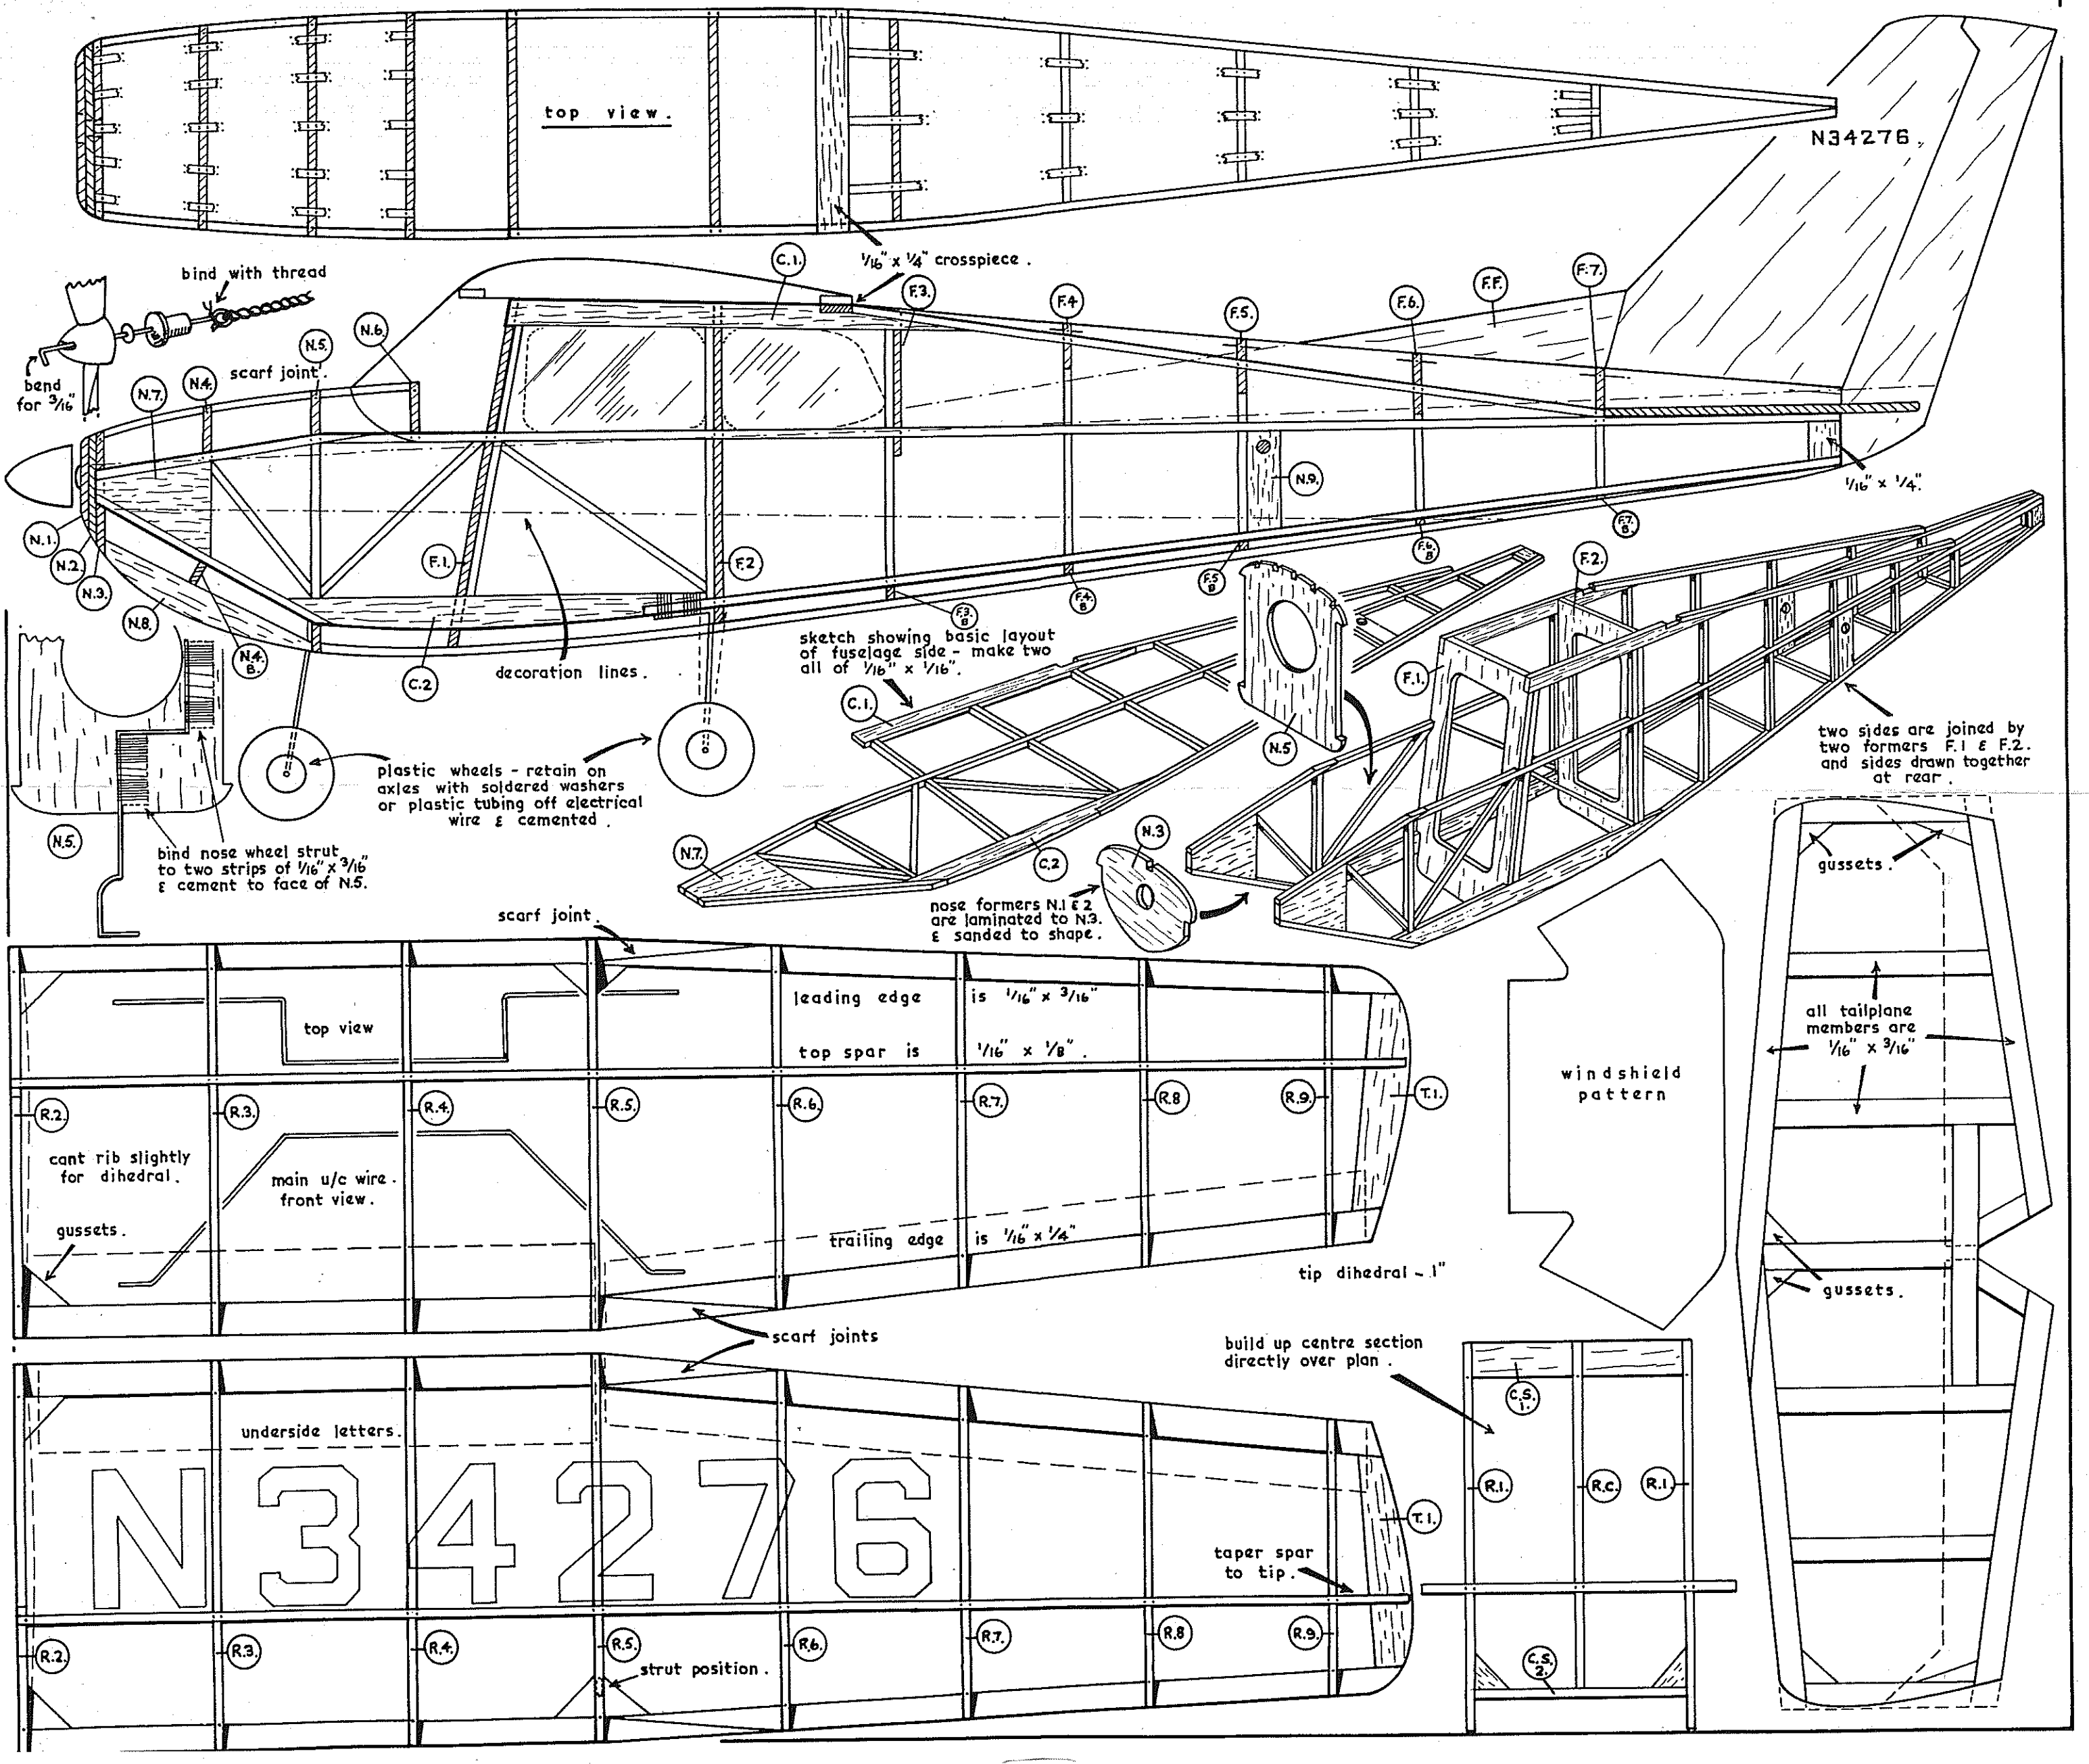 top view.
N34276.
1/16" x 1/4" crosspiece.
bind with thread
bend
for 3/16"
scarf joint.
C.1.
F.3.
F.4
F.5.
F.6.
F.F.
F.7.
N.6.
N.5.
N.4.
N.7.
N.1.
N.2.
N.3.
N.8.
N.4.
B.
F.1.
F.2
C.2
N.9.
1/16" x 1/4".
F.3.
B
F.4.
B
F.5
B
F.6.
B
F.7.
B.
decoration lines.
sketch showing basic layout
of fuselage side - make two
all of 1/16" x 1/16".
C.1.
N.7.
C.2
N.5
N.3
F.1.
F.2.
two sides are joined by
two formers F.1 & F.2.
and sides drawn together
at rear.
nose formers N.1 & 2
are laminated to N.3.
& sanded to shape.
plastic wheels - retain on
axles with soldered washers
or plastic tubing off electrical
wire & cemented.
N.5.
bind nose wheel strut
to two strips of 1/16" x 3/16"
& cement to face of N.5.
scarf joint.
top view
leading edge is 1/16" x 3/16"
top spar is 1/16" x 1/8".
R.2.
R.3.
R.4.
R.5.
R.6.
R.7.
R.8
R.9.
T.1.
cant rib slightly
for dihedral.
main u/c wire.
front view.
gussets.
trailing edge is 1/16" x 1/4"
tip dihedral - 1"
scarf joints
windshield
pattern
gussets.
all tailplane
members are
1/16" x 3/16"
gussets.
build up centre section
directly over plan.
C.S.
1.
R.1.
R.C.
R.1.
C.S.
2.
underside letters.
N34276
taper spar
to tip.
T.1.
R.2.
R.3.
R.4.
R.5.
R.6.
R.7.
R.8
R.9.
strut position.